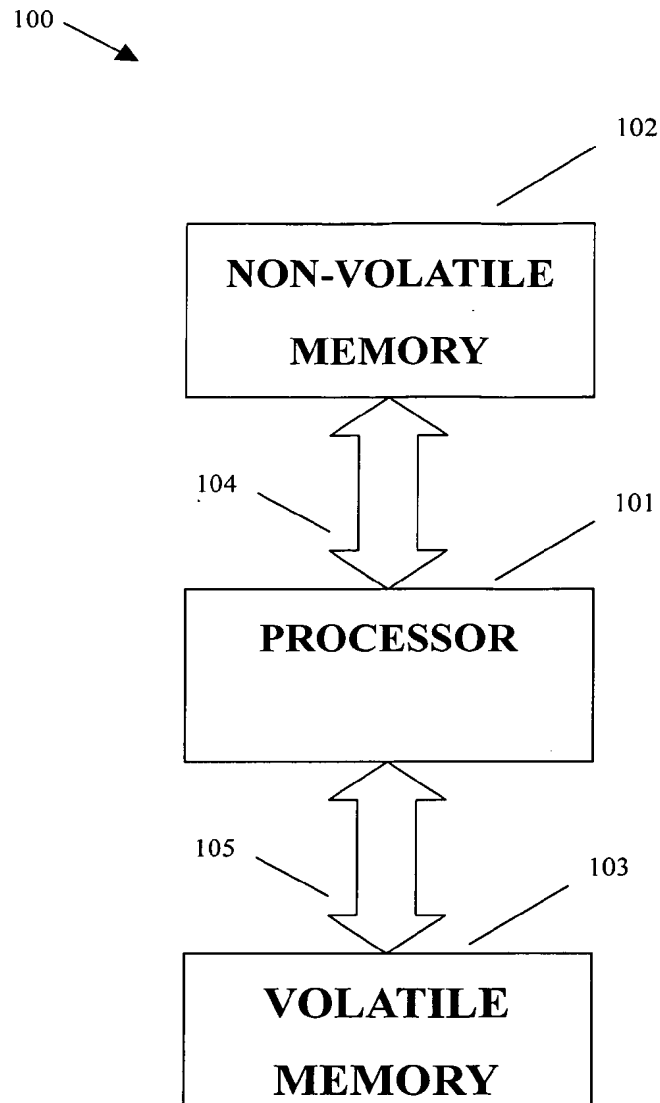 100
102
NON-VOLATILE
MEMORY
104
101
PROCESSOR
105
103
VOLATILE
MEMORY